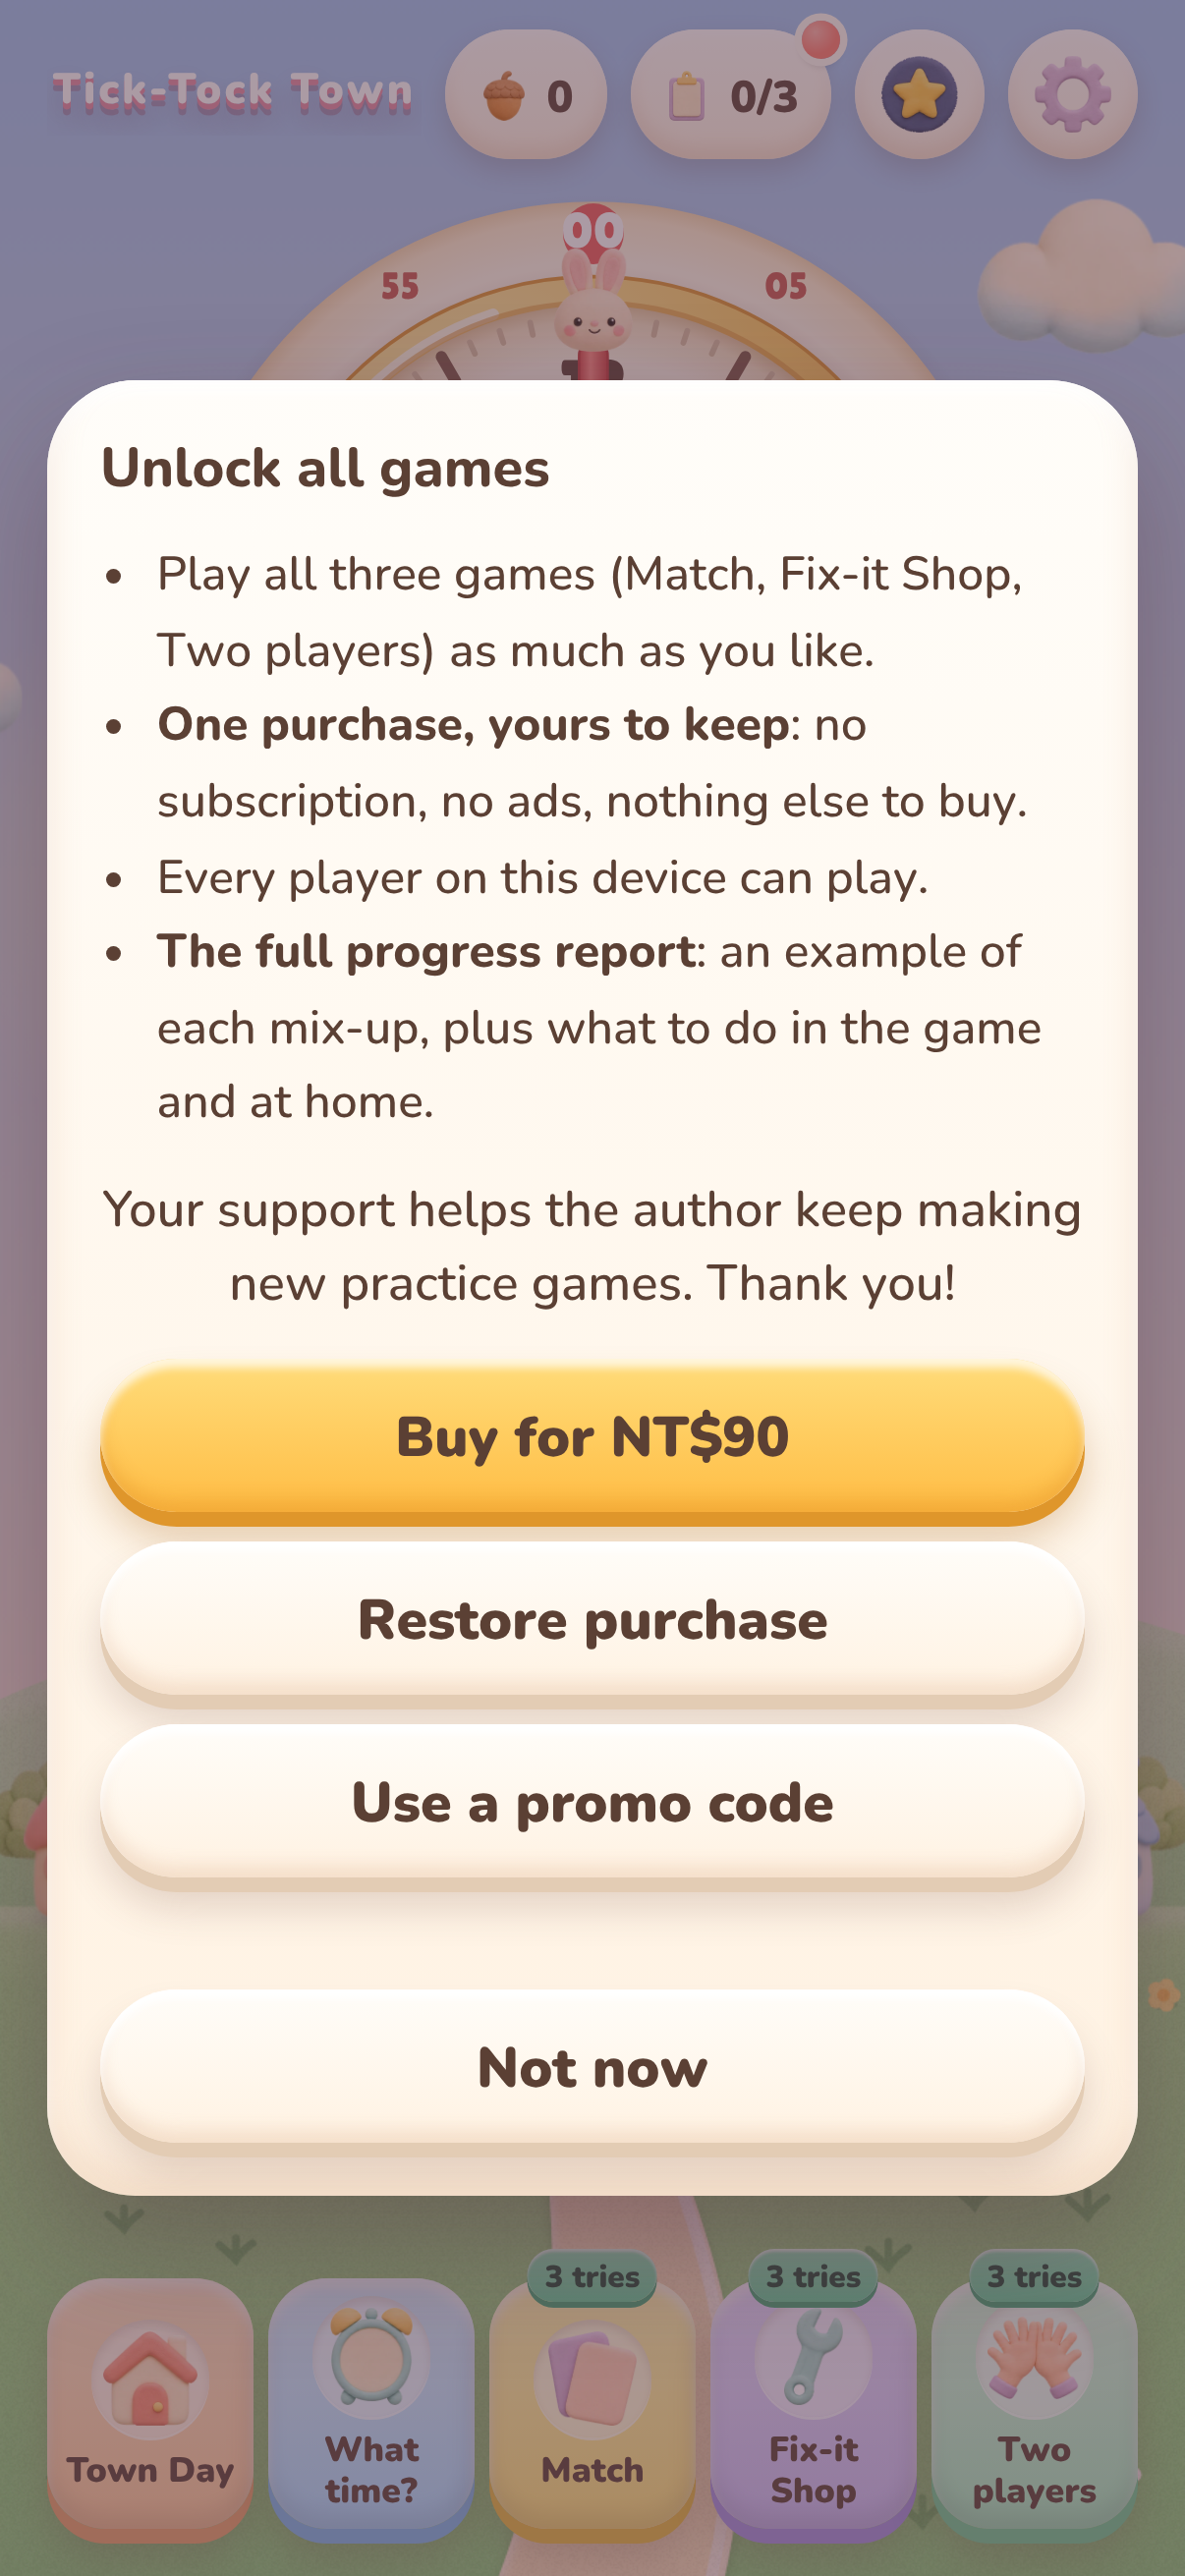 Tick-Tock Town
0
0/3
00
55
05
Unlock all games
• Play all three games (Match, Fix-it Shop,
Two players) as much as you like.
• One purchase, yours to keep: no
subscription, no ads, nothing else to buy.
• Every player on this device can play.
• The full progress report: an example of
each mix-up, plus what to do in the game
and at home.
Your support helps the author keep making
new practice games. Thank you!
Buy for NT$90
Restore purchase
Use a promo code
Not now
3 tries
3 tries
3 tries
Town Day
What
time?
Match
Fix-it
Shop
Two
players